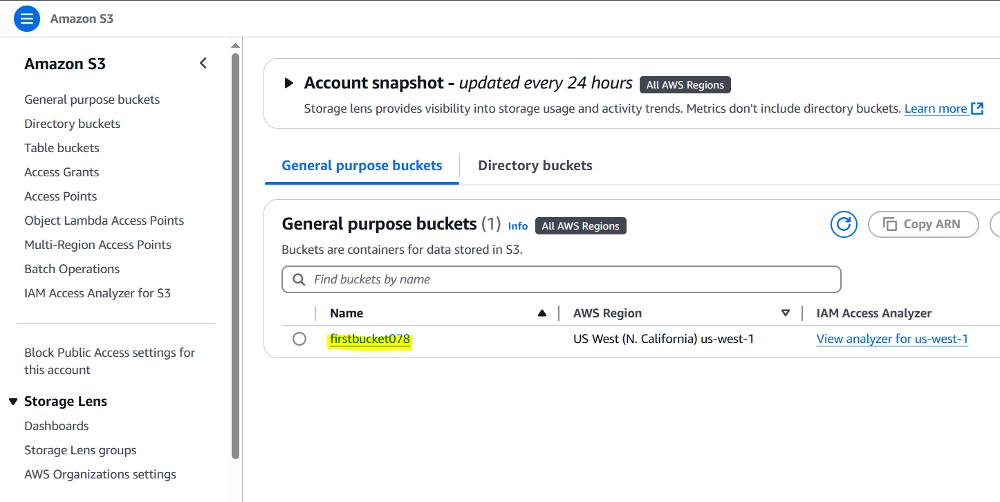 Amazon S3
Amazon S3
General purpose buckets
Directory buckets
Table buckets
Access Grants
Access Points
Object Lambda Access Points
Multi-Region Access Points
Batch Operations
IAM Access Analyzer for S3
Block Public Access settings for
this account
Storage Lens
Dashboards
Storage Lens groups
AWS Organizations settings
Account snapshot - updated every 24 hours All AWS Regions
Storage lens provides visibility into storage usage and activity trends. Metrics don't include directory buckets. Learn more
General purpose buckets Directory buckets
General purpose buckets (1) Info All AWS Regions Copy ARN
Buckets are containers for data stored in S3.
Find buckets by name
Name AWS Region IAM Access Analyzer
firstbucket078 US West (N. California) us-west-1 View analyzer for us-west-1